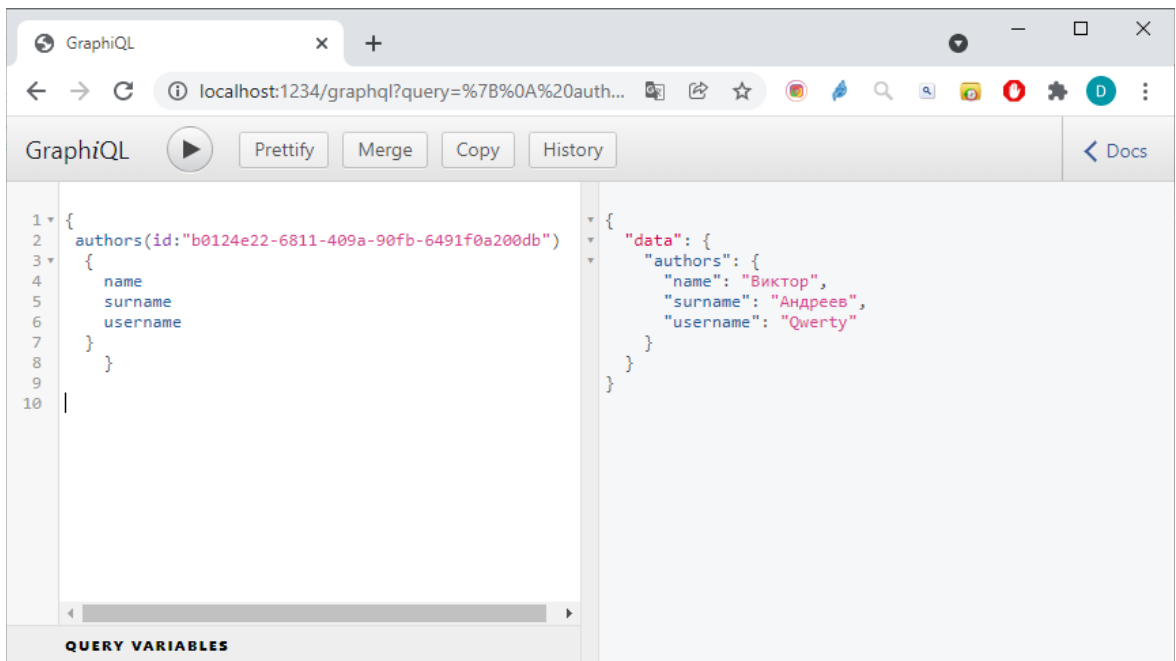 GraphiQL
localhost:1234/graphql?query=%7B%0A%20auth...
D
GraphiQL
Prettify
Merge
Copy
History
Docs
1 {
2 authors(id:"b0124e22-6811-409a-90fb-6491f0a200db")
3 {
4 name
5 surname
6 username
7 }
8 }
9
10
{
"data": {
"authors": {
"name": "Виктор",
"surname": "Андреев",
"username": "Qwerty"
}
}
}
QUERY VARIABLES